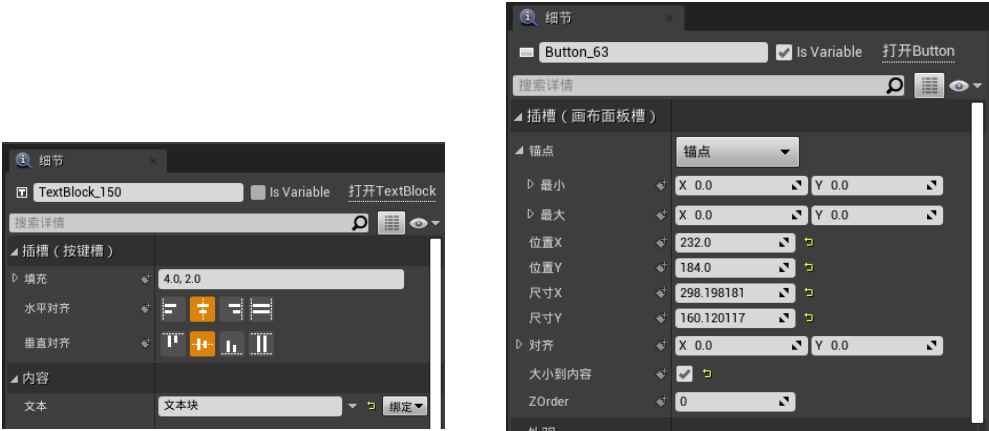 细节
TextBlock_150
Is Variable
打开TextBlock
搜索详情
插槽（按键槽）
填充
4.0, 2.0
水平对齐
垂直对齐
内容
文本
文本块
绑定
细节
Button_63
Is Variable
打开Button
搜索详情
插槽（画布面板槽）
锚点
锚点
最小
X 0.0
Y 0.0
最大
X 0.0
Y 0.0
位置X
232.0
位置Y
184.0
尺寸X
298.198181
尺寸Y
160.120117
对齐
X 0.0
Y 0.0
大小到内容
ZOrder
0